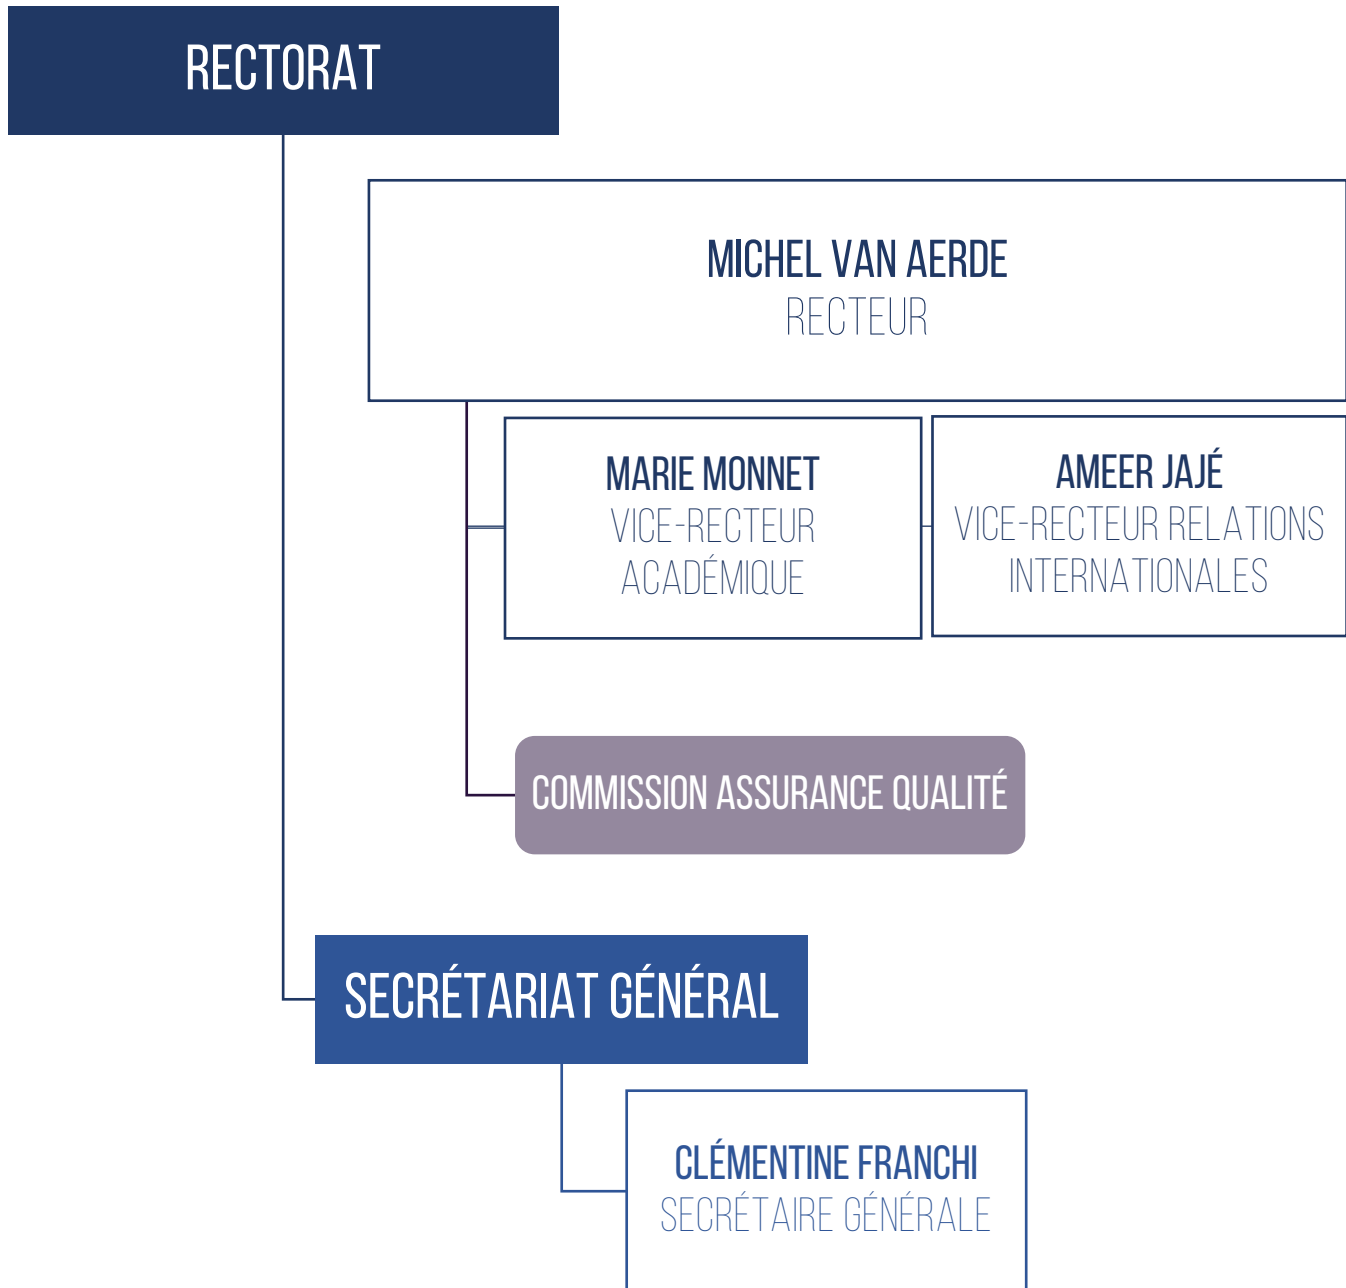 RECTORAT
MICHEL VAN AERDE
RECTEUR
MARIE MONNET
VICE-RECTEUR
ACADÉMIQUE
AMEER JAJÉ
VICE-RECTEUR RELATIONS
INTERNATIONALES
COMMISSION ASSURANCE QUALITÉ
SECRÉTARIAT GÉNÉRAL
CLÉMENTINE FRANCHI
SECRÉTAIRE GÉNÉRALE